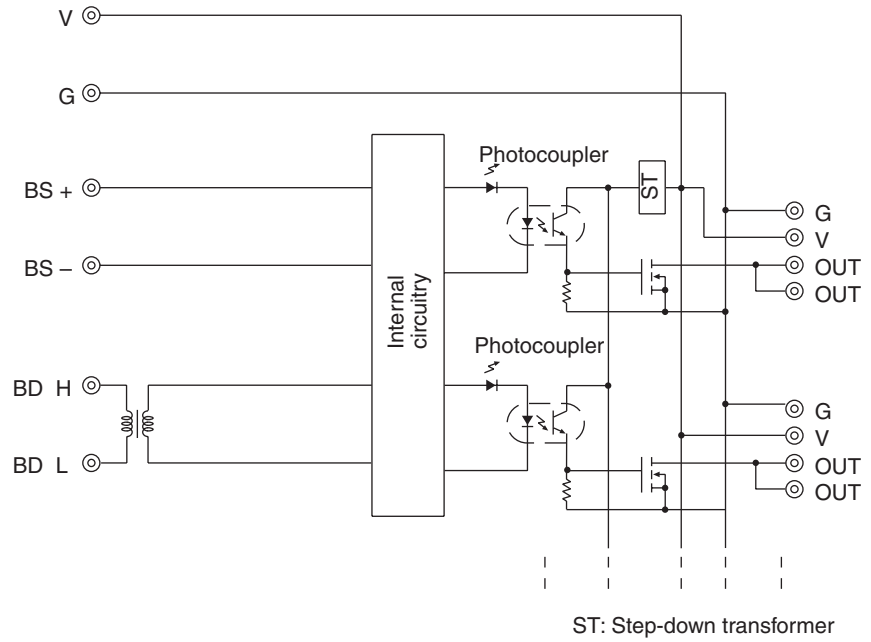 V
G
Photocoupler
BS +
ST
G
V
BS –
OUT
OUT
Internal
circuitry
Photocoupler
BD H
G
V
BD L
OUT
OUT
ST: Step-down transformer